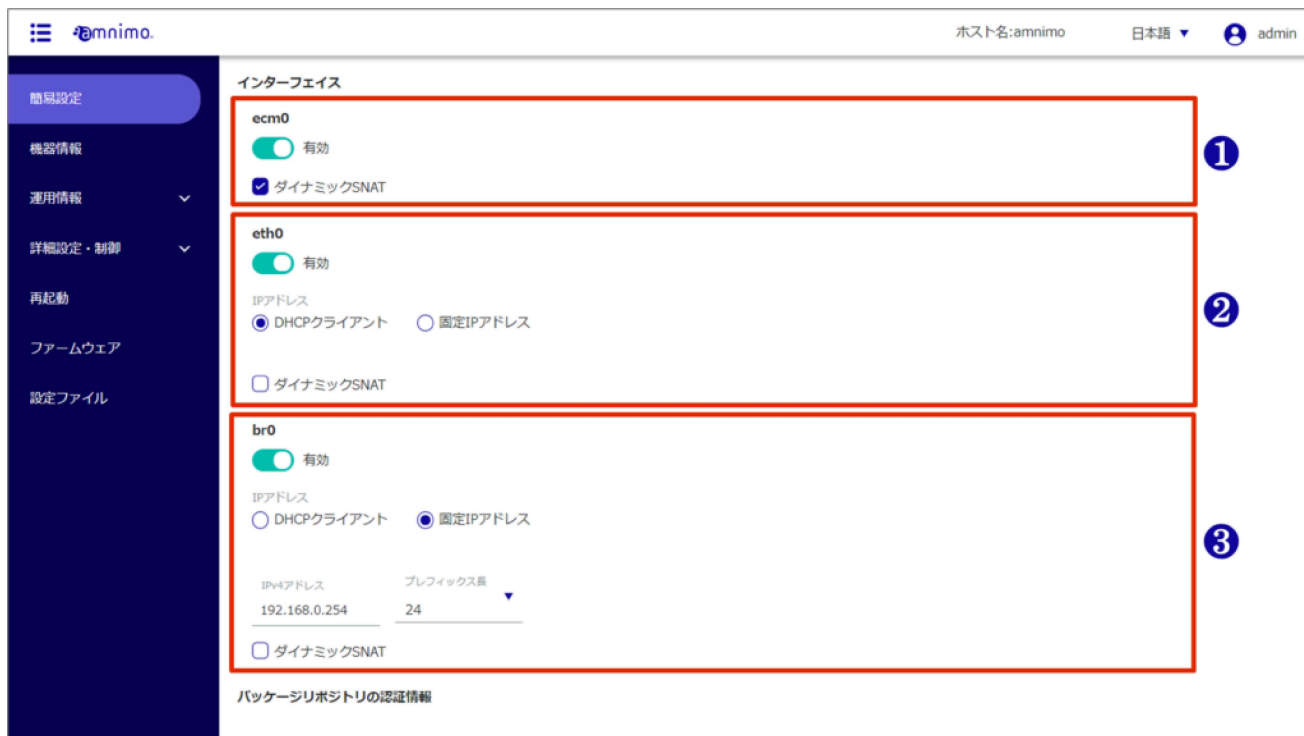 amnimo.
ホスト名:amnimo
日本語
admin
簡易設定
機器情報
運用情報
詳細設定・制御
再起動
ファームウェア
設定ファイル
インターフェイス
ecm0
有効
ダイナミックSNAT
❶
eth0
有効
IPアドレス
DHCPクライアント 固定IPアドレス
ダイナミックSNAT
❷
br0
有効
IPアドレス
DHCPクライアント 固定IPアドレス
IPv4アドレス プレフィックス長
192.168.0.254 24
ダイナミックSNAT
❸
パッケージリポジトリの認証情報